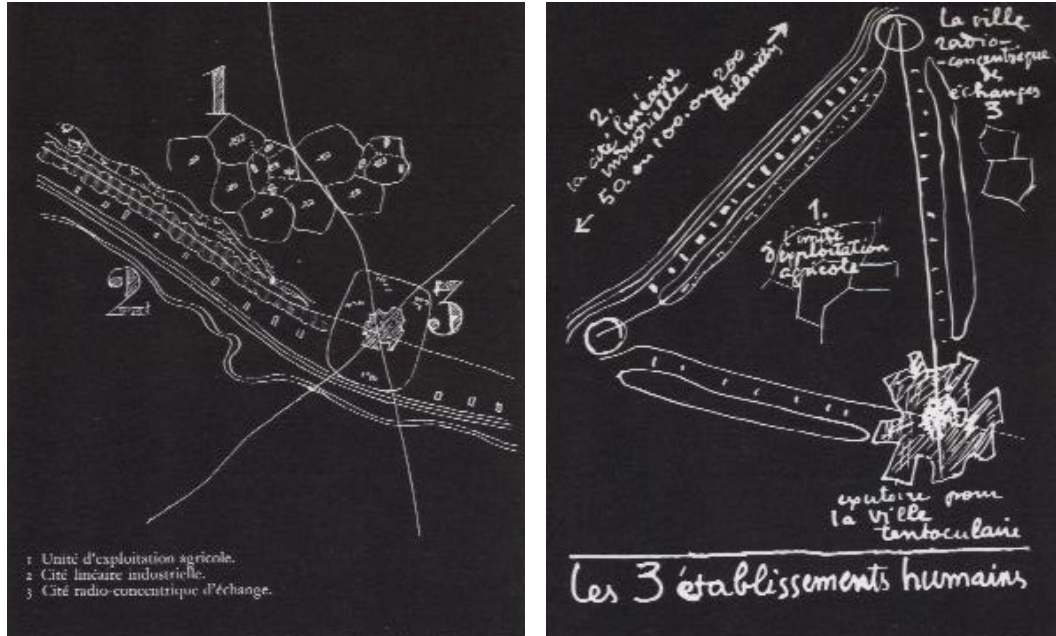 1
2
3
1 Unité d'exploitation agricole.
2 Cité linéaire industrielle.
3 Cité radio-concentrique d'échange.
la ville
radio-
-concentrique
de
échanges
3
2.
la cité linéaire
industrielle
50. ou 100. ou 200
kilomètres
1.
l'unité
d'exploitation
agricole
exutoire pour
la ville
tentaculaire
les 3 établissements humains